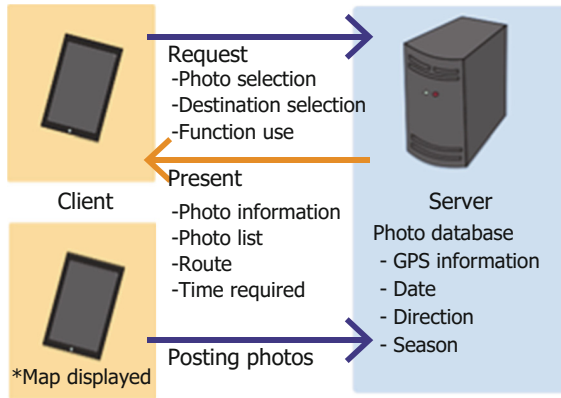 Request
-Photo selection
-Destination selection
-Function use
Present
-Photo information
-Photo list
-Route
-Time required
Posting photos
Client
*Map displayed
Server
Photo database
- GPS information
- Date
- Direction
- Season